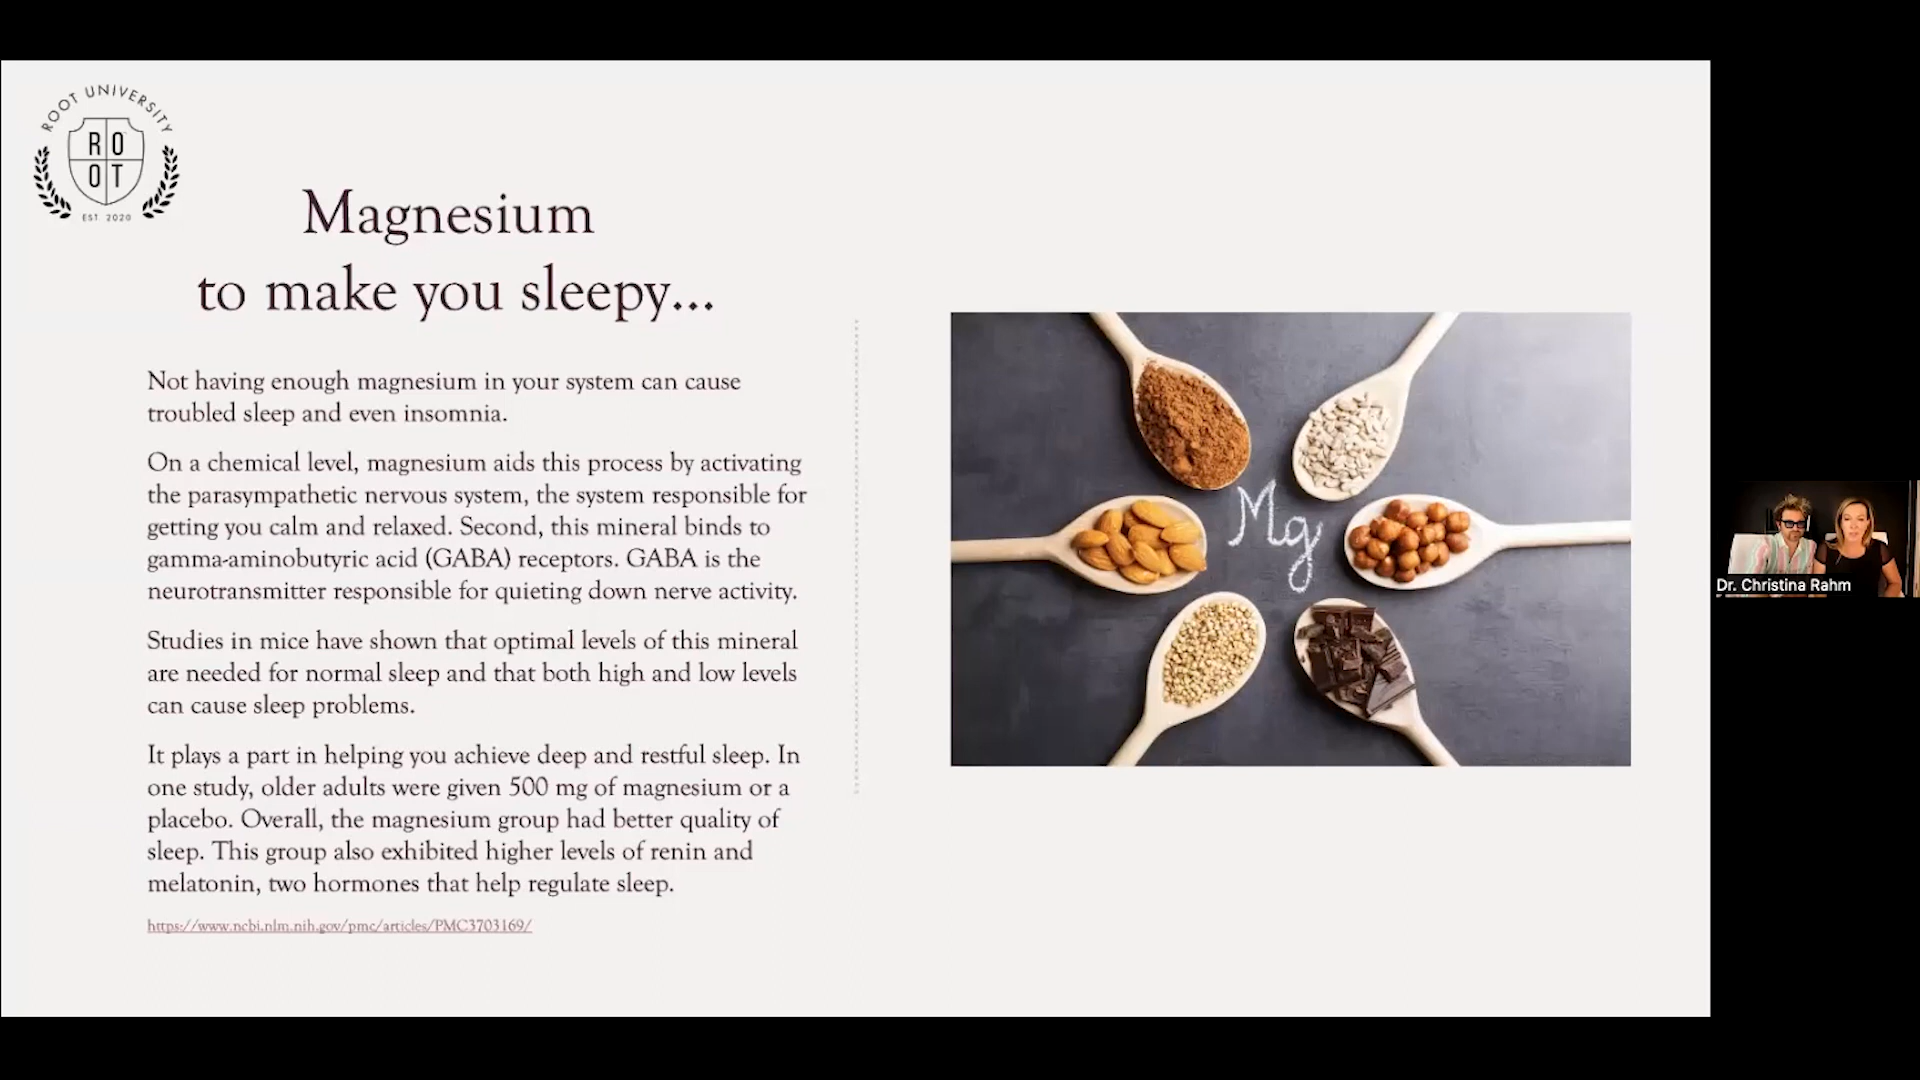 ROOT UNIVERSITY
RO
OT
EST. 2020
Magnesium
to make you sleepy...
Not having enough magnesium in your system can cause
troubled sleep and even insomnia.
On a chemical level, magnesium aids this process by activating
the parasympathetic nervous system, the system responsible for
getting you calm and relaxed. Second, this mineral binds to
gamma-aminobutyric acid (GABA) receptors. GABA is the
neurotransmitter responsible for quieting down nerve activity.
Studies in mice have shown that optimal levels of this mineral
are needed for normal sleep and that both high and low levels
can cause sleep problems.
It plays a part in helping you achieve deep and restful sleep. In
one study, older adults were given 500 mg of magnesium or a
placebo. Overall, the magnesium group had better quality of
sleep. This group also exhibited higher levels of renin and
melatonin, two hormones that help regulate sleep.
https://www.ncbi.nlm.nih.gov/pmc/articles/PMC3703169/
Mg
Dr. Christina Rahm